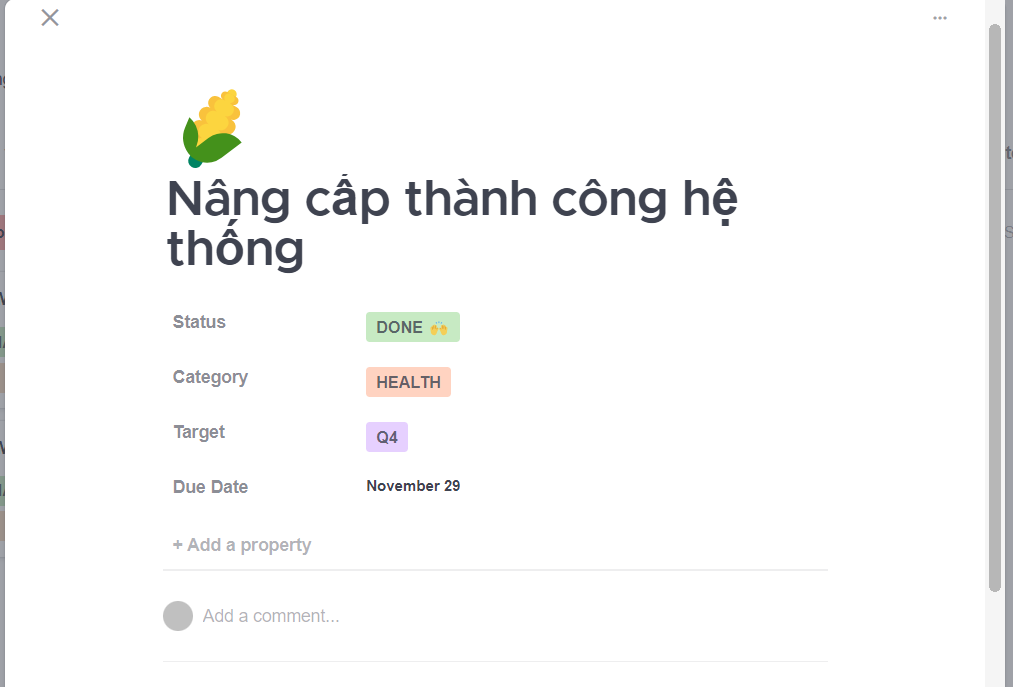 Nâng cấp thành công hệ
thống
Status
DONE 🙌
Category
HEALTH
Target
Q4
Due Date
November 29
+ Add a property
Add a comment...